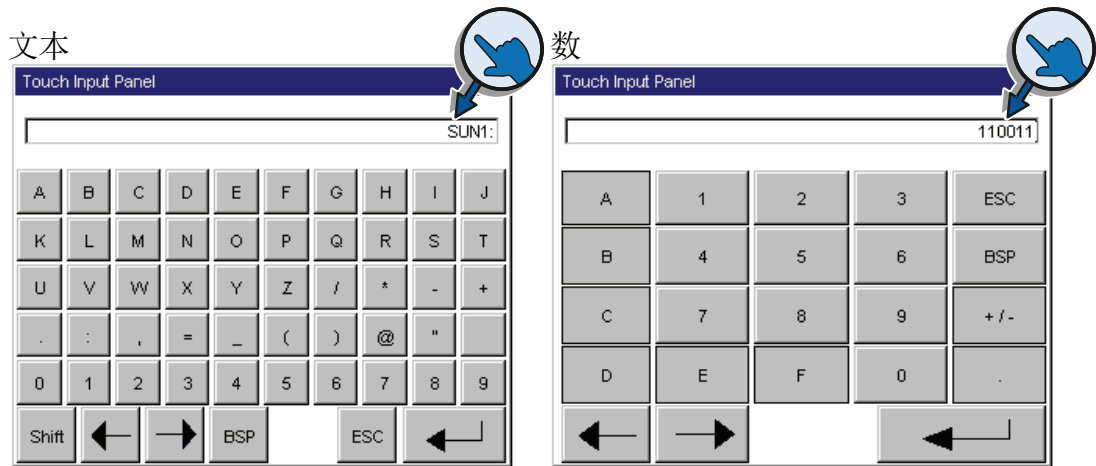 文本
Touch Input Panel
SUN1:
A B C D E F G H I J
K L M N O P Q R S T
U V W X Y Z / * - +
. : , = _ ( ) @ "
0 1 2 3 4 5 6 7 8 9
Shift BSP ESC
数
Touch Input Panel
110011
A 1 2 3 ESC
B 4 5 6 BSP
C 7 8 9 +/-
D E F 0 .